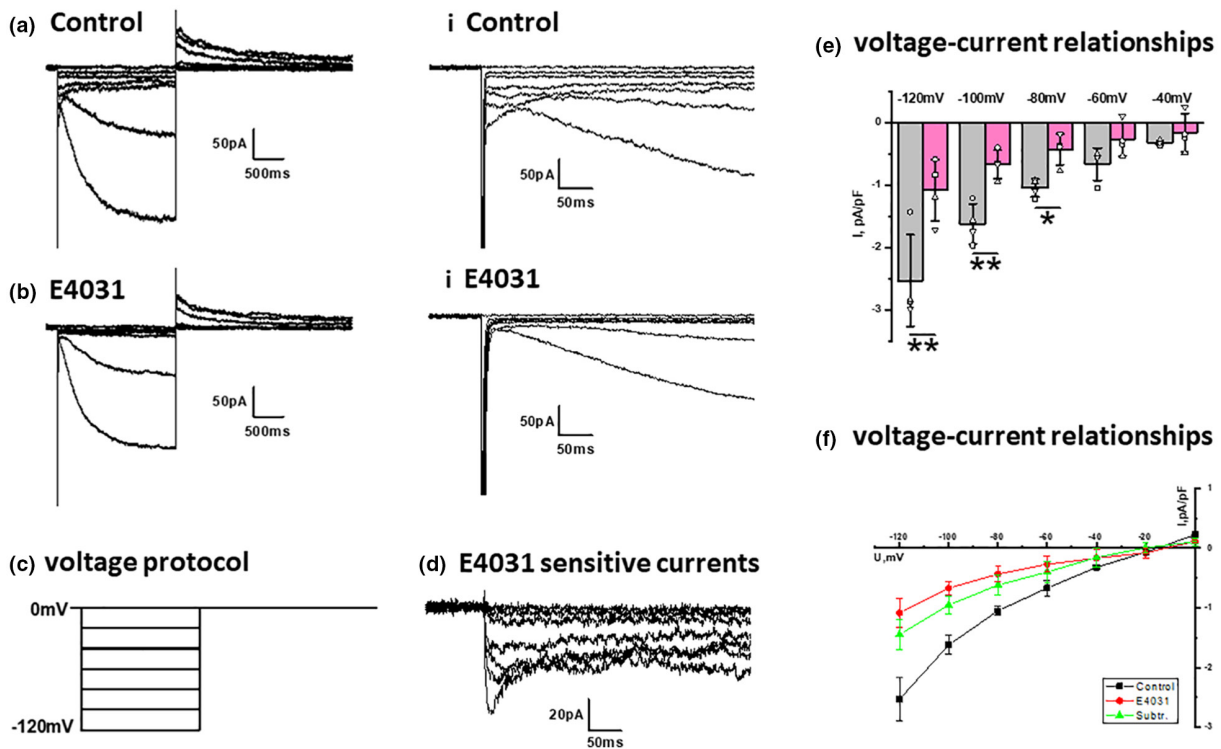 (a) Control
50pA
500ms
i Control
50pA
50ms
(b) E4031
50pA
500ms
i E4031
50pA
50ms
(c) voltage protocol
0mV
-120mV
(d) E4031 sensitive currents
20pA
50ms
(e) voltage-current relationships
-120mV -100mV -80mV -60mV -40mV
0
-1
-2
-3
I, pA/pF
** ** *
(f) voltage-current relationships
I,pA/pF
1
0
-1
-2
-3
-120 -100 -80 -60 -40 -20
U,mV
Control
E4031
Subtr.